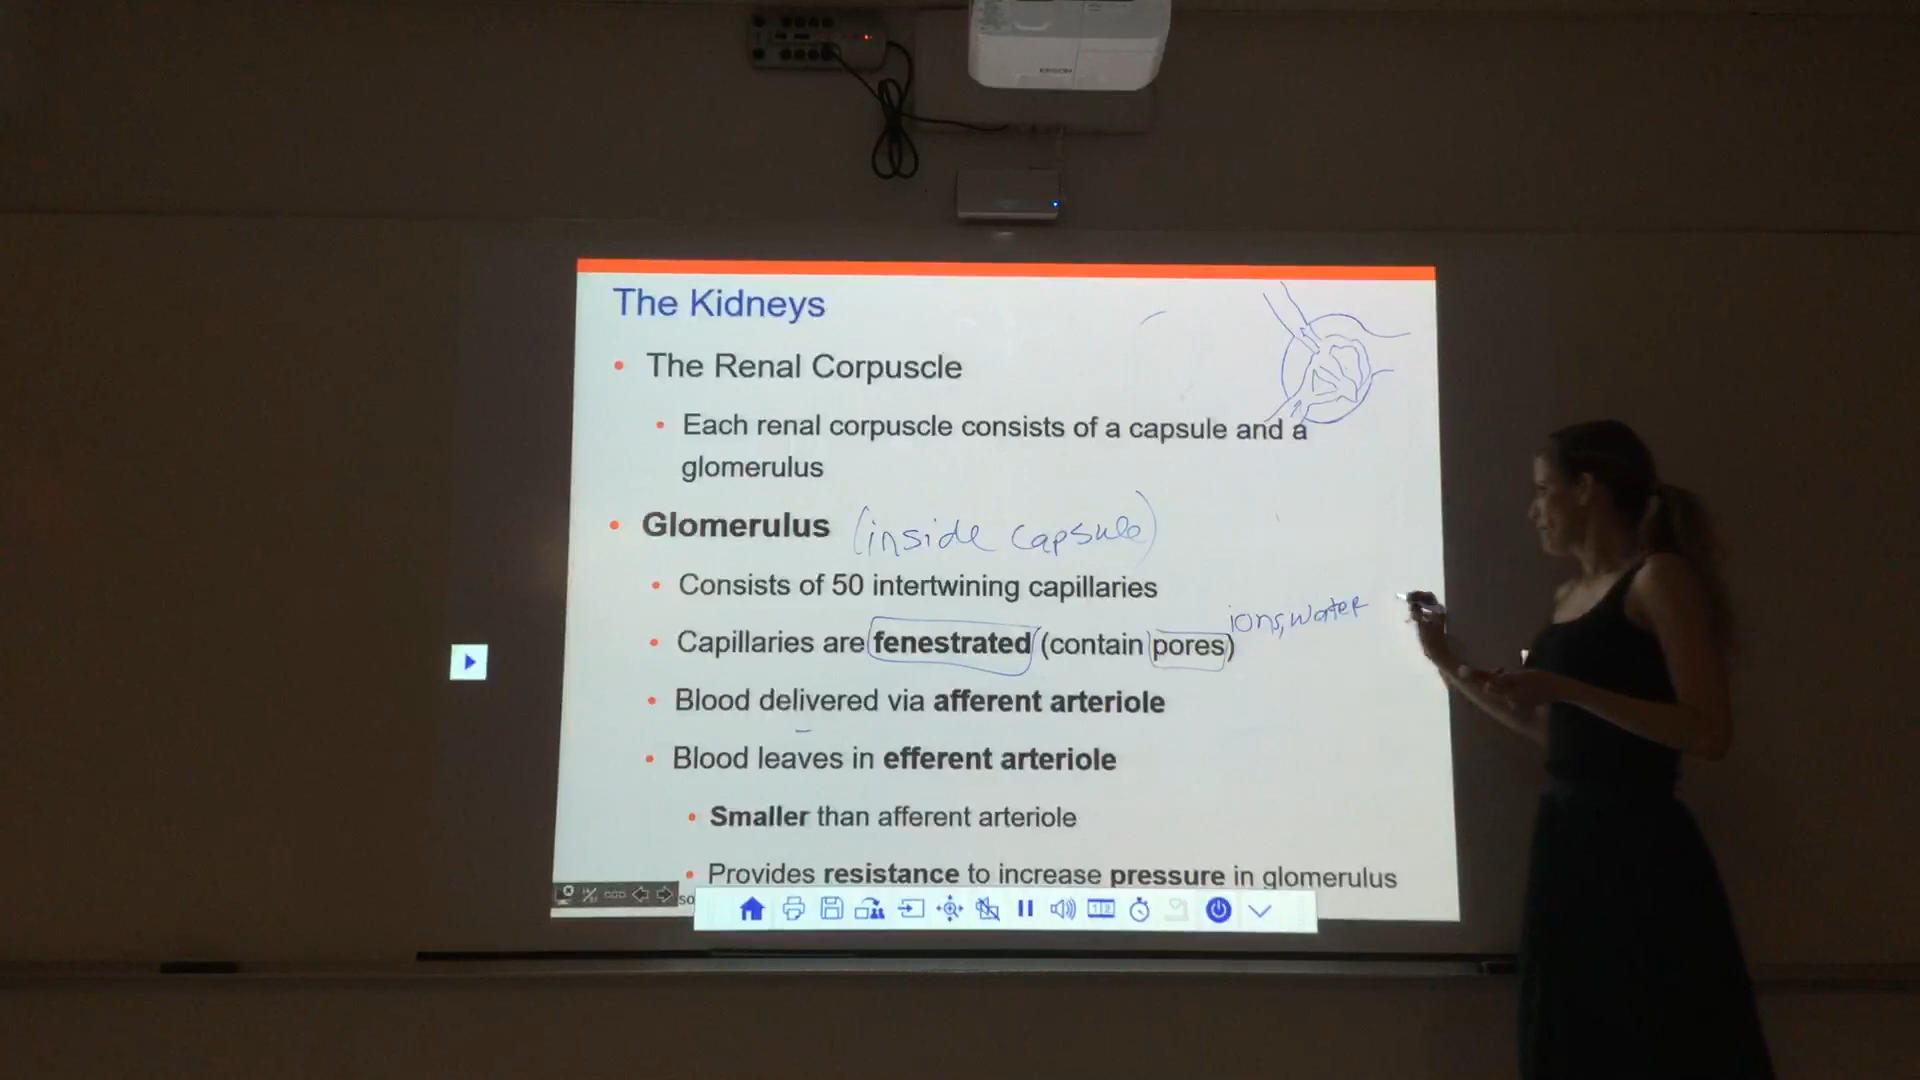 EPSON
The Kidneys
• The Renal Corpuscle
• Each renal corpuscle consists of a capsule and a
glomerulus
• Glomerulus (inside capsule)
• Consists of 50 intertwining capillaries
• Capillaries are fenestrated (contain pores) ions, water
• Blood delivered via afferent arteriole
• Blood leaves in efferent arteriole
• Smaller than afferent arteriole
• Provides resistance to increase pressure in glomerulus
so